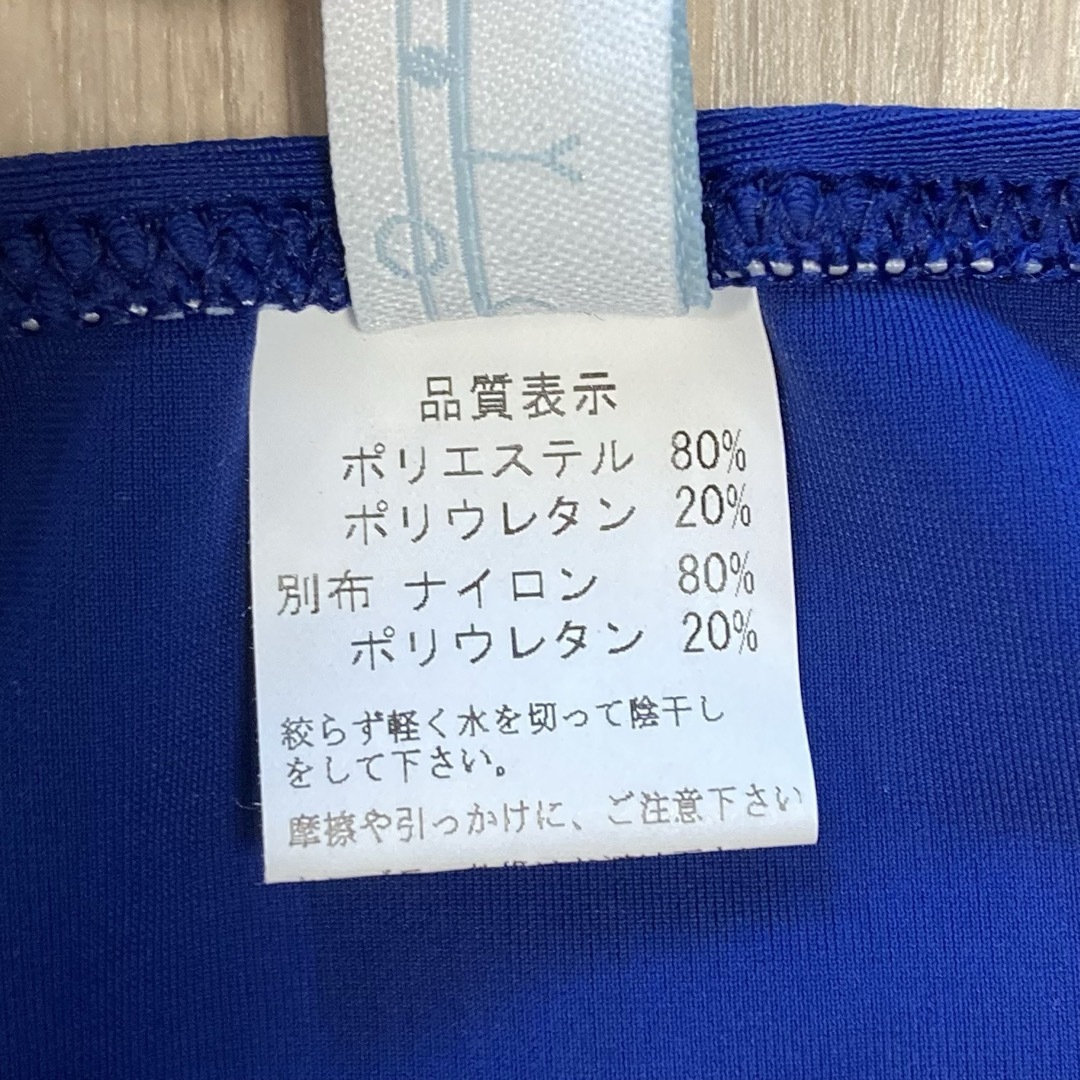 品質表示
ポリエステル 80%
ポリウレタン 20%
別布 ナイロン 80%
ポリウレタン 20%
絞らず軽く水を切って陰干し
をして下さい。
摩擦や引っかけに、ご注意下さい